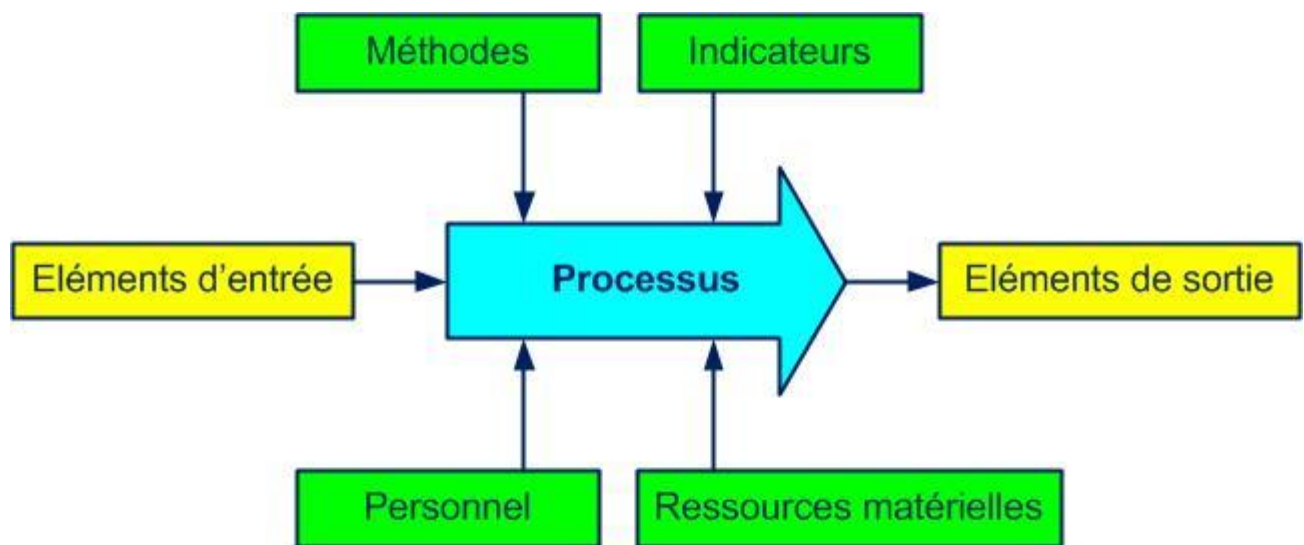 Méthodes
Indicateurs
Eléments d'entrée
Processus
Eléments de sortie
Personnel
Ressources matérielles